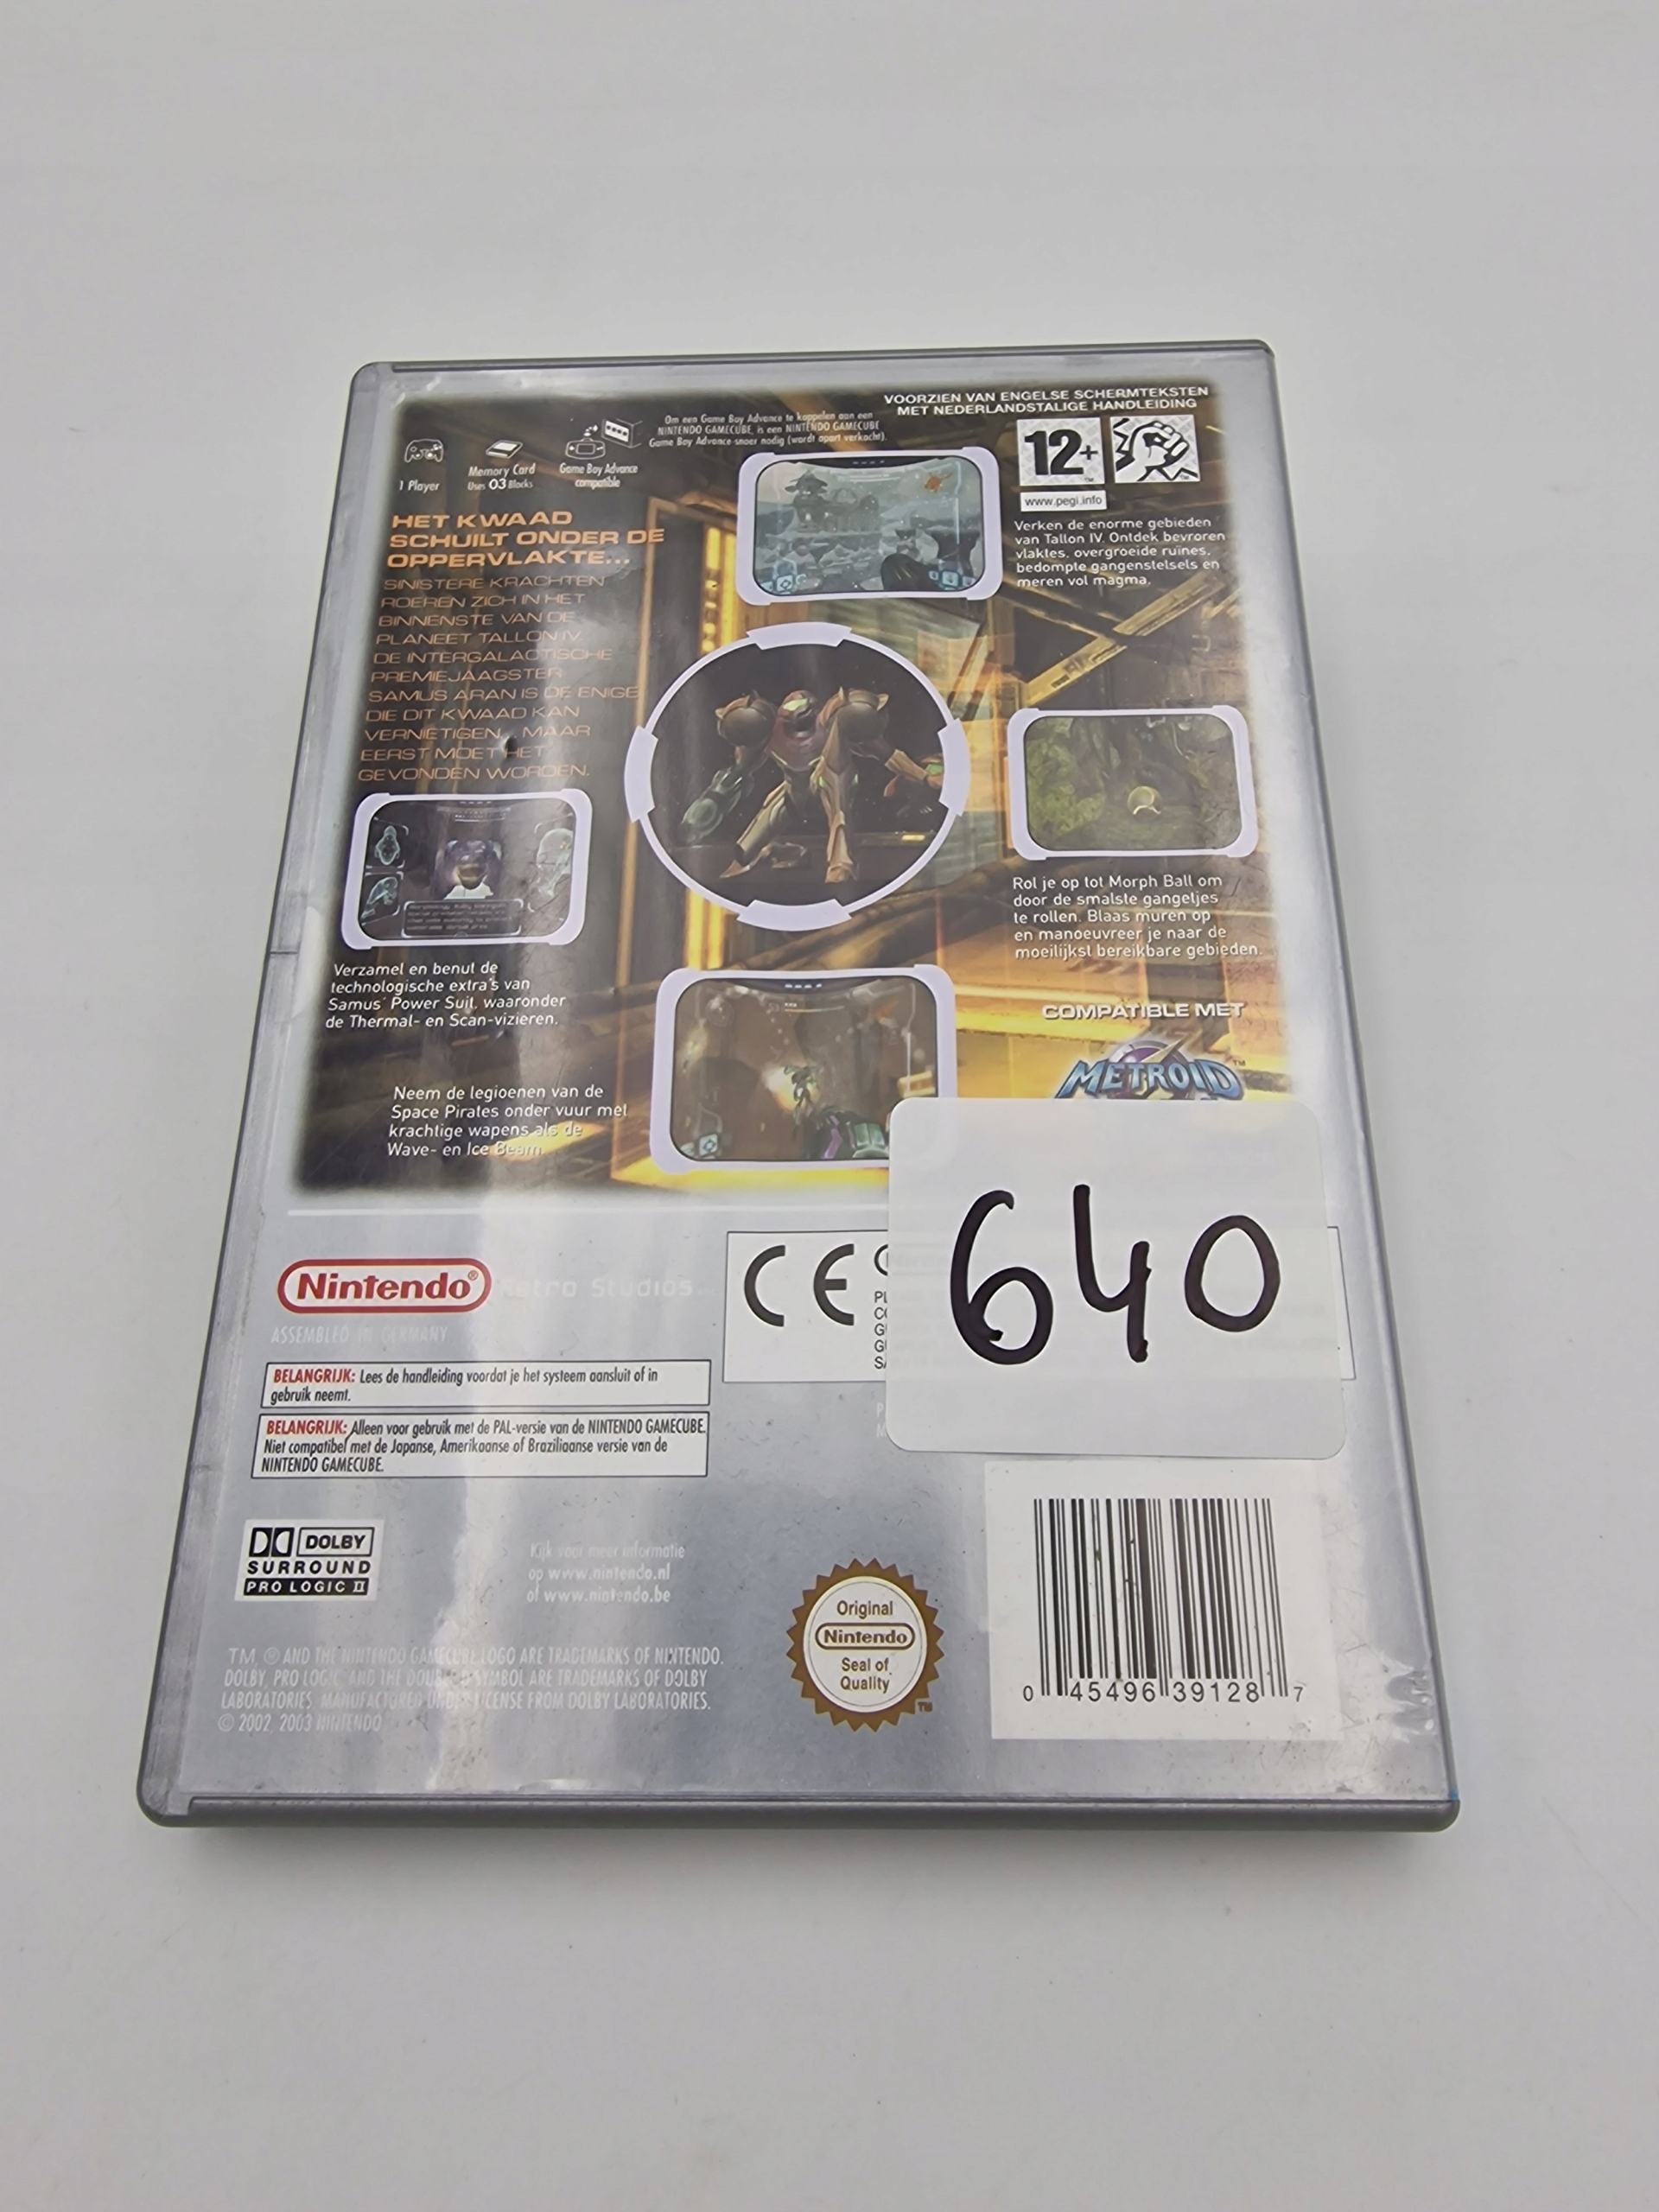 VOORZIEN VAN ENGELSE SCHERMTEKSTEN
MET NEDERLANDSTALIGE HANDLEIDING
Om een Game Boy Advance te koppelen aan een
NINTENDO GAMECUBE, is een NINTENDO GAMECUBE
Game Boy Advance-snoer nodig (wordt apart verkocht).
1 Player
Memory Card
Uses 03 Blocks
Game Boy Advance
compatible
12+
www.pegi.info
HET KWAAD
SCHUILT ONDER DE
OPPERVLAKTE...
SINISTERE KRACHTEN
ROEREN ZICH IN HET
BINNENSTE VAN DE
PLANEET TALLON IV.
DE INTERGALACTISCHE
PREMIEJAAGSTER
SAMUS ARAN IS DE ENIGE
DIE DIT KWAAD KAN
VERNIETIGEN... MAAR
EERST MOET HET
GEVONDEN WORDEN.
Verken de enorme gebieden
van Tallon IV. Ontdek bevroren
vlaktes, overgroeide ruïnes,
bedompte gangenstelsels en
meren vol magma.
Rol je op tot Morph Ball om
door de smalste gangetjes
te rollen. Blaas muren op
en manoeuvreer je naar de
moeilijkst bereikbare gebieden.
Verzamel en benut de
technologische extra's van
Samus' Power Suit, waaronder
de Thermal- en Scan-vizieren.
COMPATIBLE MET
METROID™
Neem de legioenen van de
Space Pirates onder vuur met
krachtige wapens als de
Wave- en Ice Beam
640
Nintendo®
Retro Studios
CE
ASSEMBLED IN GERMANY
BELANGRIJK: Lees de handleiding voordat je het systeem aansluit of in
gebruik neemt.
BELANGRIJK: Alleen voor gebruik met de PAL-versie van de NINTENDO GAMECUBE.
Niet compatibel met de Japanse, Amerikaanse of Braziliaanse versie van de
NINTENDO GAMECUBE.
DOLBY
SURROUND
PRO LOGIC II
Kijk voor meer informatie
op www.nintendo.nl
of www.nintendo.be
Original
Nintendo
Seal of
Quality
TM
TM, ® AND THE NINTENDO GAMECUBE LOGO ARE TRADEMARKS OF NINTENDO.
DOLBY, PRO LOGIC AND THE DOUBLE-D SYMBOL ARE TRADEMARKS OF DOLBY
LABORATORIES. MANUFACTURED UNDER LICENSE FROM DOLBY LABORATORIES.
© 2002, 2003 NINTENDO
0 45496 39128 7